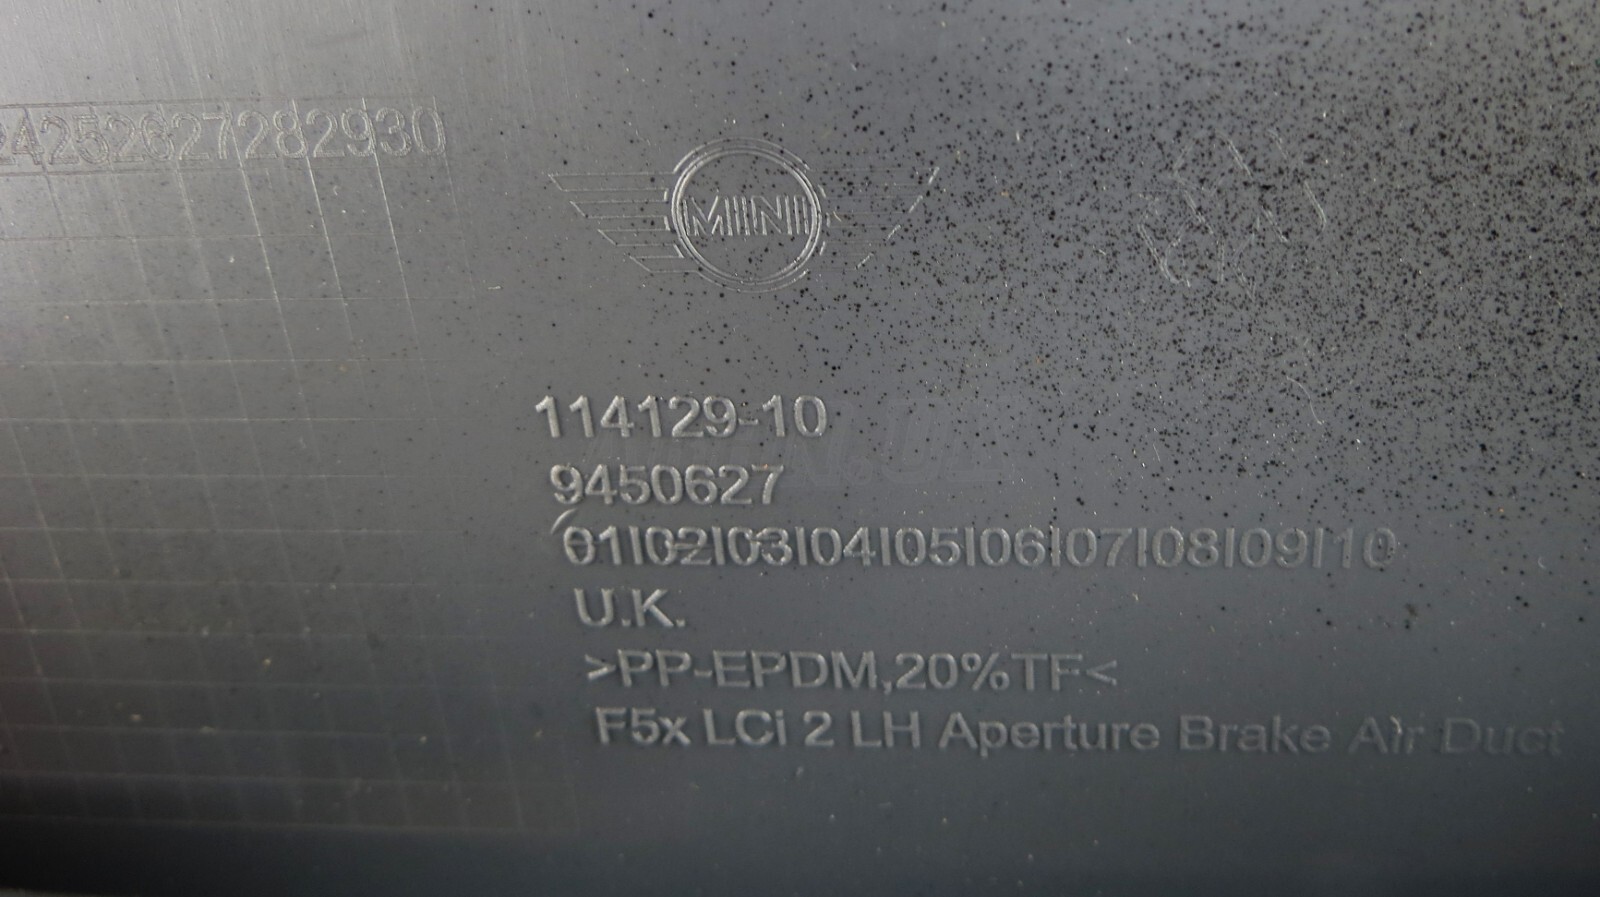 24252627282930
MINI
114129-10
9450627
01|02|03|04|05|06|07|08|09|10
U.K.
>PP-EPDM,20%TF<
F5x LCi 2 LH Aperture Brake Air Duct